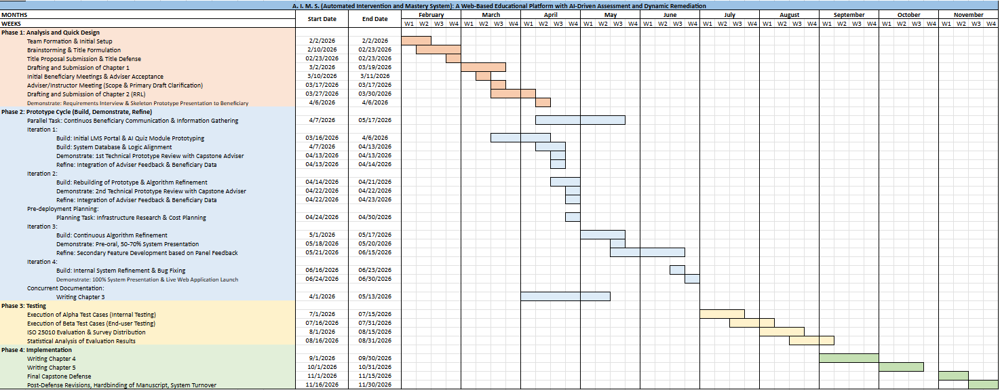 A. I. M. S. (Automated Intervention and Mastery System): A Web-Based Educational Platform with AI-Driven Assessment and Dynamic Remediation
MONTHS Start Date End Date February March April May June July August September October November
WEEKS W1 W2 W3 W4 W1 W2 W3 W4 W1 W2 W3 W4 W1 W2 W3 W4 W1 W2 W3 W4 W1 W2 W3 W4 W1 W2 W3 W4 W1 W2 W3 W4 W1 W2 W3 W4 W1 W2 W3 W4
Phase 1: Analysis and Quick Design
Team Formation & Initial Setup 2/2/2026 2/2/2026
Brainstorming & Title Formulation 2/10/2026 02/23/2026
Title Proposal Submission & Title Defense 02/23/2026 02/23/2026
Drafting and Submission of Chapter 1 3/2/2026 03/19/2026
Initial Beneficiary Meetings & Adviser Acceptance 3/10/2026 3/11/2026
Adviser/Instructor Meeting (Scope & Primary Draft Clarification) 03/17/2026 03/17/2026
Drafting and Submission of Chapter 2 (RRL) 03/27/2026 03/30/2026
Demonstrate: Requirements Interview & Skeleton Prototype Presentation to Beneficiary 4/6/2026 4/6/2026
Phase 2: Prototype Cycle (Build, Demonstrate, Refine)
Parallel Task: Continuos Beneficiary Communication & Information Gathering 4/7/2026 05/17/2026
Iteration 1:
Build: Initial LMS Portal & AI Quiz Module Prototyping 03/16/2026 4/6/2026
Build: System Database & Logic Alignment 4/7/2026 04/13/2026
Demonstrate: 1st Technical Prototype Review with Capstone Adviser 04/13/2026 04/13/2026
Refine: Integration of Adviser Feedback & Beneficiary Data 04/13/2026 04/14/2026
Iteration 2:
Build: Rebuilding of Prototype & Algorithm Refinement 04/14/2026 04/21/2026
Demonstrate: 2nd Technical Prototype Review with Capstone Adviser 04/22/2026 04/22/2026
Refine: Integration of Adviser Feedback & Beneficiary Data 04/22/2026 04/23/2026
Pre-deployment Planning:
Planning Task: Infrastructure Research & Cost Planning 04/24/2026 04/30/2026
Iteration 3:
Build: Continuous Algorithm Refinement 5/1/2026 05/17/2026
Demonstrate: Pre-oral, 50-70% System Presentation 05/18/2026 05/20/2026
Refine: Secondary Feature Development based on Panel Feedback 05/21/2026 06/15/2026
Iteration 4:
Build: Internal System Refinement & Bug Fixing 06/16/2026 06/23/2026
Demonstrate: 100% System Presentation & Live Web Application Launch 06/24/2026 06/30/2026
Concurrent Documentation:
Writing Chapter 3 4/1/2026 05/13/2026
Phase 3: Testing
Execution of Alpha Test Cases (Internal Testing) 7/1/2026 07/15/2026
Execution of Beta Test Cases (End-user Testing) 07/16/2026 07/31/2026
ISO 25010 Evaluation & Survey Distribution 8/1/2026 08/15/2026
Statistical Analysis of Evaluation Results 08/16/2026 08/31/2026
Phase 4: Implementation
Writing Chapter 4 9/1/2026 09/30/2026
Writing Chapter 5 10/1/2026 10/31/2026
Final Capstone Defense 11/1/2026 11/15/2026
Post-Defense Revisions, Hardbinding of Manuscript, System Turnover 11/16/2026 11/30/2026